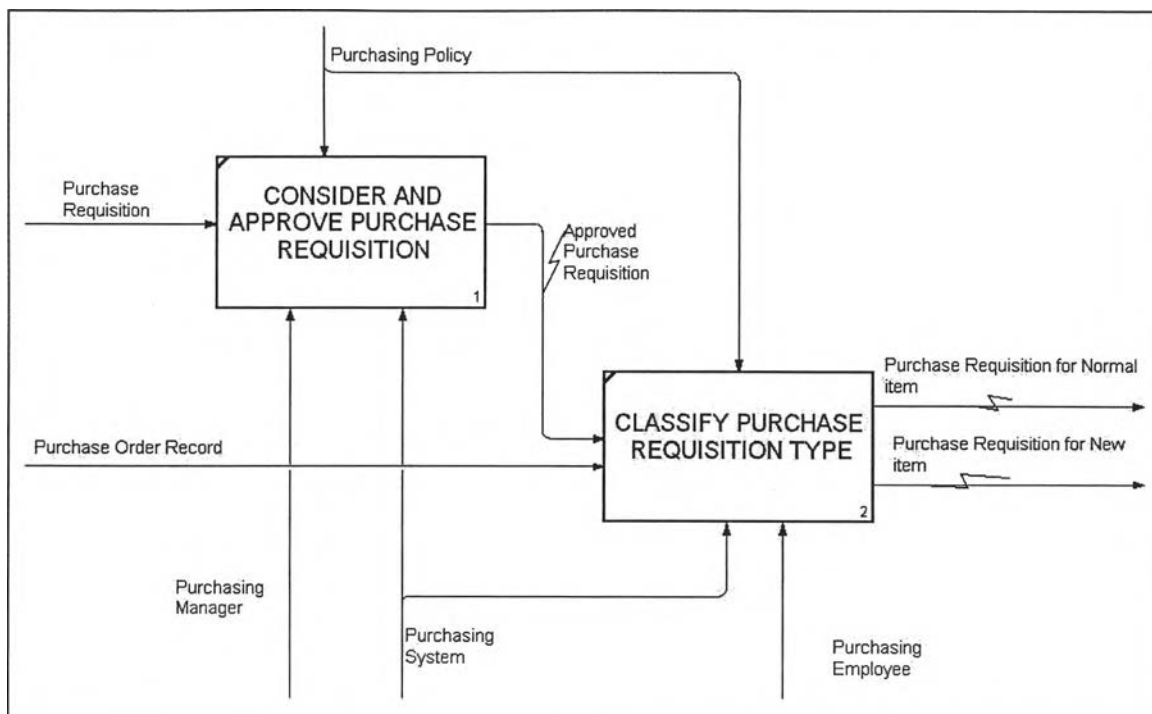 Purchasing Policy
Purchase
Requisition
CONSIDER AND
APPROVE PURCHASE
REQUISITION
1
Approved
Purchase
Requisition
Purchase Requisition for Normal
item
Purchase Order Record
CLASSIFY PURCHASE
REQUISITION TYPE
2
Purchase Requisition for New
item
Purchasing
Manager
Purchasing
System
Purchasing
Employee